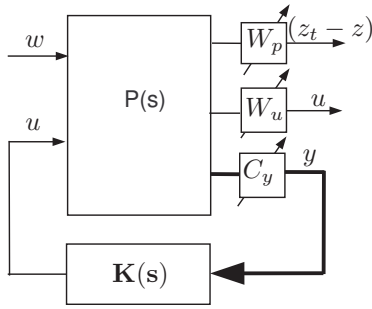 w
P(s)
W_p
(z_t − z)
u
W_u
u
C_y
y
K(s)